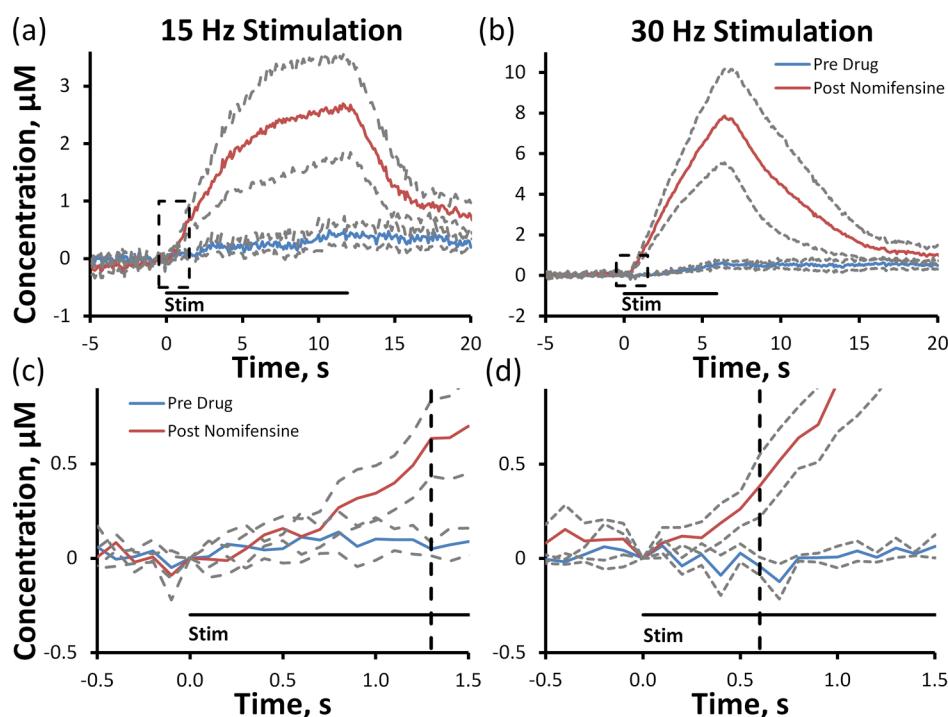 (a) 15 Hz Stimulation
(b) 30 Hz Stimulation
Concentration, µM
3
2
1
0
-1
Stim
-5 0 5 10 15 20
Time, s
Pre Drug
Post Nomifensine
10
8
6
4
2
0
-2
Stim
-5 0 5 10 15 20
Time, s
(c)
Concentration, µM
Pre Drug
Post Nomifensine
0.5
0
-0.5
Stim
-0.5 0.0 0.5 1.0 1.5
Time, s
(d)
0.5
0
-0.5
Stim
-0.5 0.0 0.5 1.0 1.5
Time, s